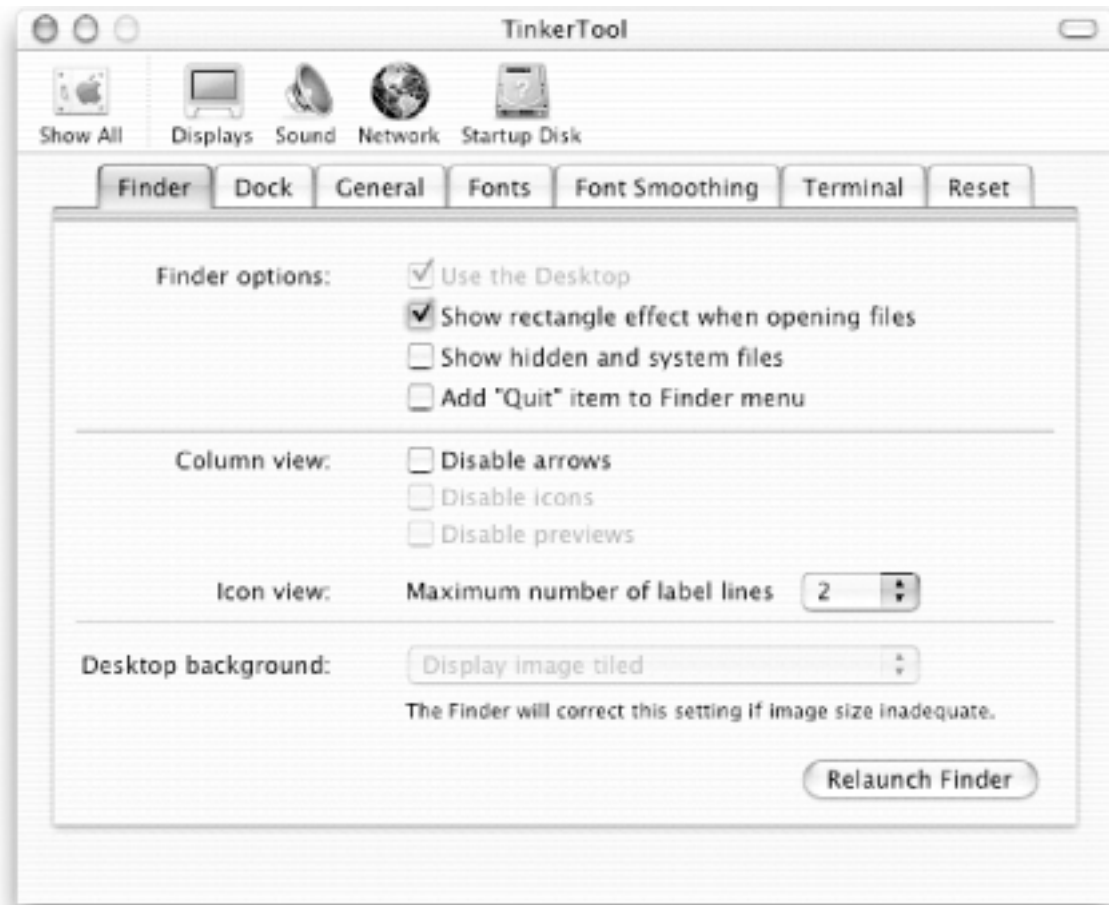 TinkerTool
Show All Displays Sound Network Startup Disk
Finder Dock General Fonts Font Smoothing Terminal Reset
Finder options: Use the Desktop
Show rectangle effect when opening files
Show hidden and system files
Add "Quit" item to Finder menu
Column view: Disable arrows
Disable icons
Disable previews
Icon view: Maximum number of label lines 2
Desktop background: Display image tiled
The Finder will correct this setting if image size inadequate.
Relaunch Finder